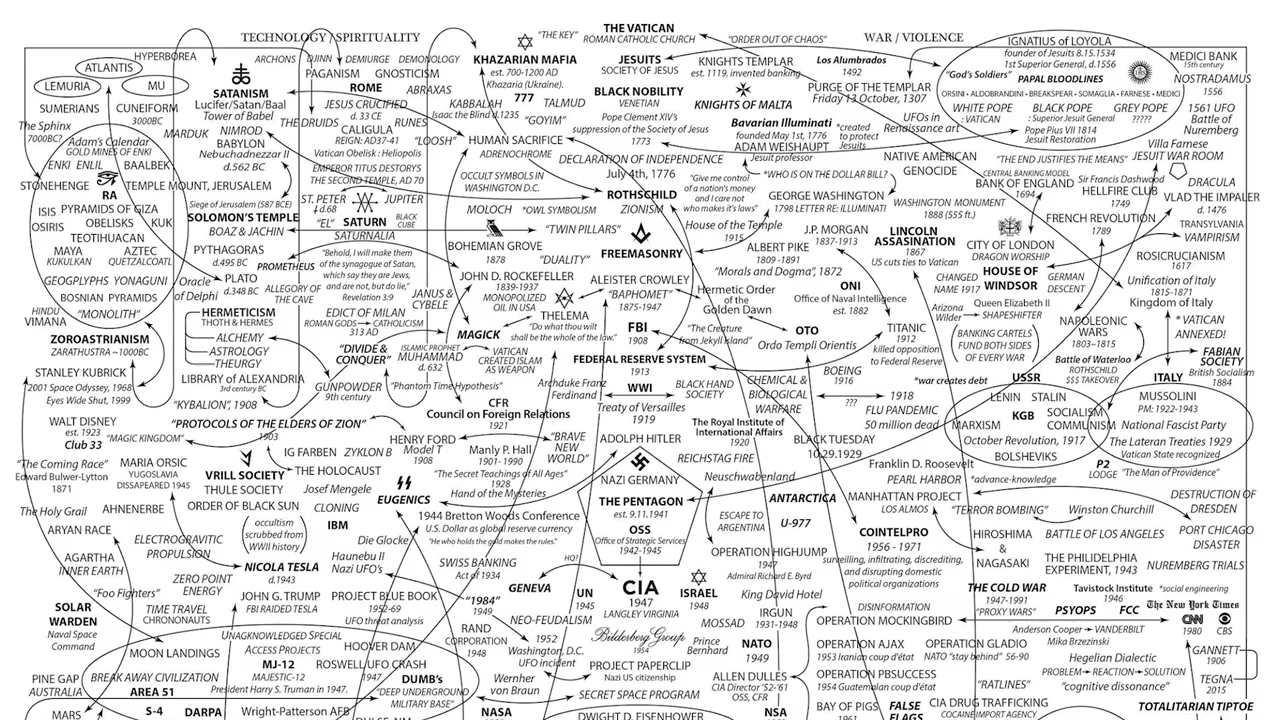 TECHNOLOGY / SPIRITUALITY
WAR / VIOLENCE
HYPERBOREA
ATLANTIS
LEMURIA
MU
SUMERIANS
CUNEIFORM
3000BC
The Sphinx
7000BC?
MARDUK
Adam's Calendar
GOLD MINES OF ENKI
ENKI ENLIL
BAALBEK
STONEHENGE
TEMPLE MOUNT, JERUSALEM
RA
ISIS
OSIRIS
PYRAMIDS OF GIZA
OBELISKS
KUK
TEOTIHUACAN
MAYA
KUKULKAN
AZTEC
QUETZALCOATL
GEOGLPYHS YONAGUNI
BOSNIAN PYRAMIDS
"MONOLITH"
HINDU
VIMANA
ZOROASTRIANISM
ZARATHUSTRA ~1000BC
STANLEY KUBRICK
2001 Space Odyssey, 1968
Eyes Wide Shut, 1999
ARCHONS
DJINN
DEMIURGE
DEMONOLOGY
PAGANISM
GNOSTICISM
ABRAXAS
SATANISM
Lucifer/Satan/Baal
Tower of Babel
NIMROD
BABYLON
Nebuchadnezzar II
d.562 BC
ROME
JESUS CRUCIFIED
d.33 CE
THE DRUIDS
RUNES
CALIGULA
REIGN: AD37-41
"LOOSH"
Vatican Obelisk : Heliopolis
EMPEROR TITUS DESTORYS
THE SECOND TEMPLE, AD 70
Siege of Jerusalem (587 BCE)
SOLOMON'S TEMPLE
BOAZ & JACHIN
ST. PETER
d.68
"EL"
JUPITER
SATURN
SATURNALIA
BLACK
CUBE
PYTHAGORAS
d.495 BC
PROMETHEUS
PLATO
d.348 BC
ALLEGORY OF
THE CAVE
Oracle
of Delphi
"Behold, I will make them
of the synagogue of Satan,
which say they are Jews,
and are not, but do lie,"
Revelation 3:9
HERMETICISM
THOTH & HERMES
ALCHEMY
ASTROLOGY
THEURGY
EDICT OF MILAN
ROMAN GODS → CATHOLICISM
313 AD
JANUS &
CYBELE
"DIVIDE &
CONQUER"
ISLAMIC PROPHET
MUHAMMAD
d. 632
VATICAN
CREATED ISLAM
AS WEAPON
LIBRARY OF ALEXANDRIA
3rd century BC
GUNPOWDER
9th century
"Phantom Time Hypothesis"
"KYBALION", 1908
KHAZARIAN MAFIA
est. 700-1200 AD
Khazaria (Ukraine).
777
"THE KEY"
KABBALAH
Isaac the Blind d.1235
TALMUD
"GOYIM"
HUMAN SACRIFICE
ADRENOCHROME
OCCULT SYMBOLS IN
WASHINGTON D.C.
MOLOCH
*OWL SYMBOLISM
"TWIN PILLARS"
BOHEMIAN GROVE
1878
"DUALITY"
JOHN D. ROCKEFELLER
1839-1937
MONOPOLIZED
OIL IN USA
THELEMA
"Do what thou wilt
shall be the whole of the law."
MAGICK
THE VATICAN
ROMAN CATHOLIC CHURCH
"ORDER OUT OF CHAOS"
JESUITS
SOCIETY OF JESUS
KNIGHTS TEMPLAR
est. 1119. invented banking
BLACK NOBILITY
VENETIAN
KNIGHTS OF MALTA
Pope Clement XIV's
suppression of the Society of Jesus
1773
DECLARATION OF INDEPENDENCE
July 4th, 1776
ROTHSCHILD
ZIONISM
"Give me control
of a nation's money
and I care not
who makes it's laws"
FREEMASONRY
House of the Temple
1915
ALEISTER CROWLEY
"BAPHOMET"
1875-1947
Hermetic Order
of the
Golden Dawn
FBI
1908
"The Creature
from Jekyll Island"
FEDERAL RESERVE SYSTEM
1913
Los Alumbrados
1492
PURGE OF THE TEMPLAR
Friday 13 October, 1307
Bavarian Illuminati
founded May 1st, 1776
ADAM WEISHAUPT
Jesuit professor
*created
to protect
Jesuits
UFOs in
Renaissance art
*WHO IS ON THE DOLLAR BILL?
GEORGE WASHINGTON
1798 LETTER RE: ILLUMINATI
NATIVE AMERICAN
GENOCIDE
WASHINGTON MONUMENT
1888 (555 ft.)
ALBERT PIKE
1809 -1891
"Morals and Dogma", 1872
J.P. MORGAN
1837-1913
LINCOLN
ASSASINATION
1867
US cuts ties to Vatican
ONI
Office of Naval Intelligence
est. 1882
OTO
Ordo Templi Orientis
TITANIC
1912
killed opposition
to Federal Reserve
BOEING
1916
*war creates debt
IGNATIUS of LOYOLA
founder of Jesuits 8.15.1534
1st Superior General, d.1556
"God's Soldiers"
PAPAL BLOODLINES
ORSINI • ALDOBRANDINI • BREAKSPEAR • SOMAGLIA • FARNESE • MEDICI
WHITE POPE
: VATICAN
BLACK POPE
: Superior Jesuit General
GREY POPE
?????
Pope Pius VII 1814
Jesuit Restoration
MEDICI BANK
15th century
NOSTRADAMUS
1556
1561 UFO
Battle of
Nuremberg
Villa Farnese
JESUIT WAR ROOM
"THE END JUSTIFIES THE MEANS"
CENTRAL BANKING MODEL
BANK OF ENGLAND
1694
Sir Francis Dashwood
HELLFIRE CLUB
1749
DRACULA
VLAD THE IMPALER
d. 1476
TRANSYLVANIA
VAMPIRISM
FRENCH REVOLUTION
1789
CITY OF LONDON
DRAGON WORSHIP
ROSICRUCIANISM
1617
CHANGED
NAME 1917
HOUSE OF
WINDSOR
GERMAN
DESCENT
Unification of Italy
1815-1871
Kingdom of Italy
Arizona
Wilder
Queen Elizabeth II
SHAPESHIFTER
BANKING CARTELS
FUND BOTH SIDES
OF EVERY WAR
NAPOLEONIC
WARS
1803–1815
* VATICAN
ANNEXED!
Battle of Waterloo
ROTHSCHILD
$$$ TAKEOVER
FABIAN
SOCIETY
British Socialism
1884
WALT DISNEY
est. 1923
Club 33
"MAGIC KINGDOM"
"PROTOCOLS OF THE ELDERS OF ZION"
1903
"The Coming Race"
Edward Bulwer-Lytton
1871
MARIA ORSIC
YUGOSLAVIA
DISSAPEARED 1945
VRILL SOCIETY
THULE SOCIETY
ORDER OF BLACK SUN
IG FARBEN
ZYKLON B
THE HOLOCAUST
Josef Mengele
EUGENICS
CLONING
The Holy Grail
AHNENERBE
ARYAN RACE
occultism
scrubbed from
WWII history
IBM
ELECTROGRAVITIC
PROPULSION
Die Glocke
AGARTHA
INNER EARTH
Haunebu II
Nazi UFO's
NICOLA TESLA
d.1943
"Foo Fighters"
ZERO POINT
ENERGY
JOHN G. TRUMP
FBI RAIDED TESLA
PROJECT BLUE BOOK
1952-69
UFO threat analysis
SOLAR
WARDEN
Naval Space
Command
TIME TRAVEL
CHRONONAUTS
MOON LANDINGS
UNAGKNOWLEDGED SPECIAL
ACCESS PROJECTS
HOOVER DAM
MJ-12
MAJESTIC-12
ROSWELL UFO CRASH
1947
BREAK AWAY CIVILIZATION
President Harry S. Truman in 1947.
DUMB's
"DEEP UNDERGROUND
MILITARY BASE"
PINE GAP
AUSTRALIA
AREA 51
S-4
DARPA
Wright-Patterson AFB
MARS
DULCE, NM
CFR
Council on Foreign Relations
1921
HENRY FORD
Model T
1908
Manly P. Hall
1901- 1990
"The Secret Teachings of All Ages"
1928
Hand of the Mysteries
"BRAVE
NEW
WORLD"
1944 Bretton Woods Conference
U.S. Dollar as global reserve currency
"He who holds the gold makes the rules."
SWISS BANKING
Act of 1934
GENEVA
HQ?
"1984"
1949
NEO-FEUDALISM
RAND
CORPORATION
1948
1952
Washington, D.C.
UFO incident
UN
1945
Wernher
von Braun
NASA
Archduke Franz
Ferdinand
WWI
BLACK HAND
SOCIETY
Treaty of Versailles
1919
ADOLPH HITLER
NAZI GERMANY
THE PENTAGON
est. 9.11.1941
OSS
Office of Strategic Services
1942-1945
CIA
1947
LANGLEY VIRGINIA
Bilderberg Group
1954
PROJECT PAPERCLIP
Nazi US citizenship
SECRET SPACE PROGRAM
DWIGHT D. EISENHOWER
CHEMICAL &
BIOLOGICAL
WARFARE
???
1918
FLU PANDEMIC
50 million dead
The Royal Institute of
International Affairs
1920
BLACK TUESDAY
10.29.1929
REICHSTAG FIRE
Neuschwabenland
ANTARCTICA
ESCAPE TO
ARGENTINA
U-977
OPERATION HIGHJUMP
1947
Admiral Richard E. Byrd
ISRAEL
1948
King David Hotel
IRGUN
1931-1948
MOSSAD
Prince
Bernhard
NATO
1949
ALLEN DULLES
CIA Director '52-'61
OSS, CFR
NSA
Franklin D. Roosevelt
PEARL HARBOR
*advance-knowledge
MANHATTAN PROJECT
LOS ALMOS
COINTELPRO
1956 - 1971
surveilling, infiltrating, discrediting,
and disrupting domestic
political organizations
DISINFORMATION
OPERATION MOCKINGBIRD
OPERATION AJAX
1953 Iranian coup d'état
OPERATION GLADIO
NATO "stay behind" 56-90
OPERATION PBSUCCESS
1954 Guatemalan coup d'état
"RATLINES"
BAY OF PIGS
1961
FALSE
FLAGS
CIA DRUG TRAFFICKING
COCAINE IMPORT AGENCY
USSR
LENIN STALIN
KGB
MARXISM
SOCIALISM
COMMUNISM
October Revolution, 1917
BOLSHEVIKS
ITALY
MUSSOLINI
PM: 1922-1943
National Fascist Party
The Lateran Treaties 1929
Vatican State recognized
P2
LODGE
"The Man of Providence"
"TERROR BOMBING"
Winston Churchill
DESTRUCTION OF
DRESDEN
HIROSHIMA
&
NAGASAKI
BATTLE OF LOS ANGELES
PORT CHICAGO
DISASTER
THE PHILDELPHIA
EXPERIMENT, 1943
NUREMBERG TRIALS
THE COLD WAR
1947-1991
"PROXY WARS"
Tavistock Institute
1946
*social engineering
PSYOPS
FCC
The New York Times
CNN
1980
CBS
Anderson Cooper → VANDERBILT
Mika Brzezinski
Hegelian Dialectic
PROBLEM→REACTION→SOLUTION
"cognitive dissonance"
GANNETT
1906
TEGNA
2015
TOTALITARIAN TIPTOE